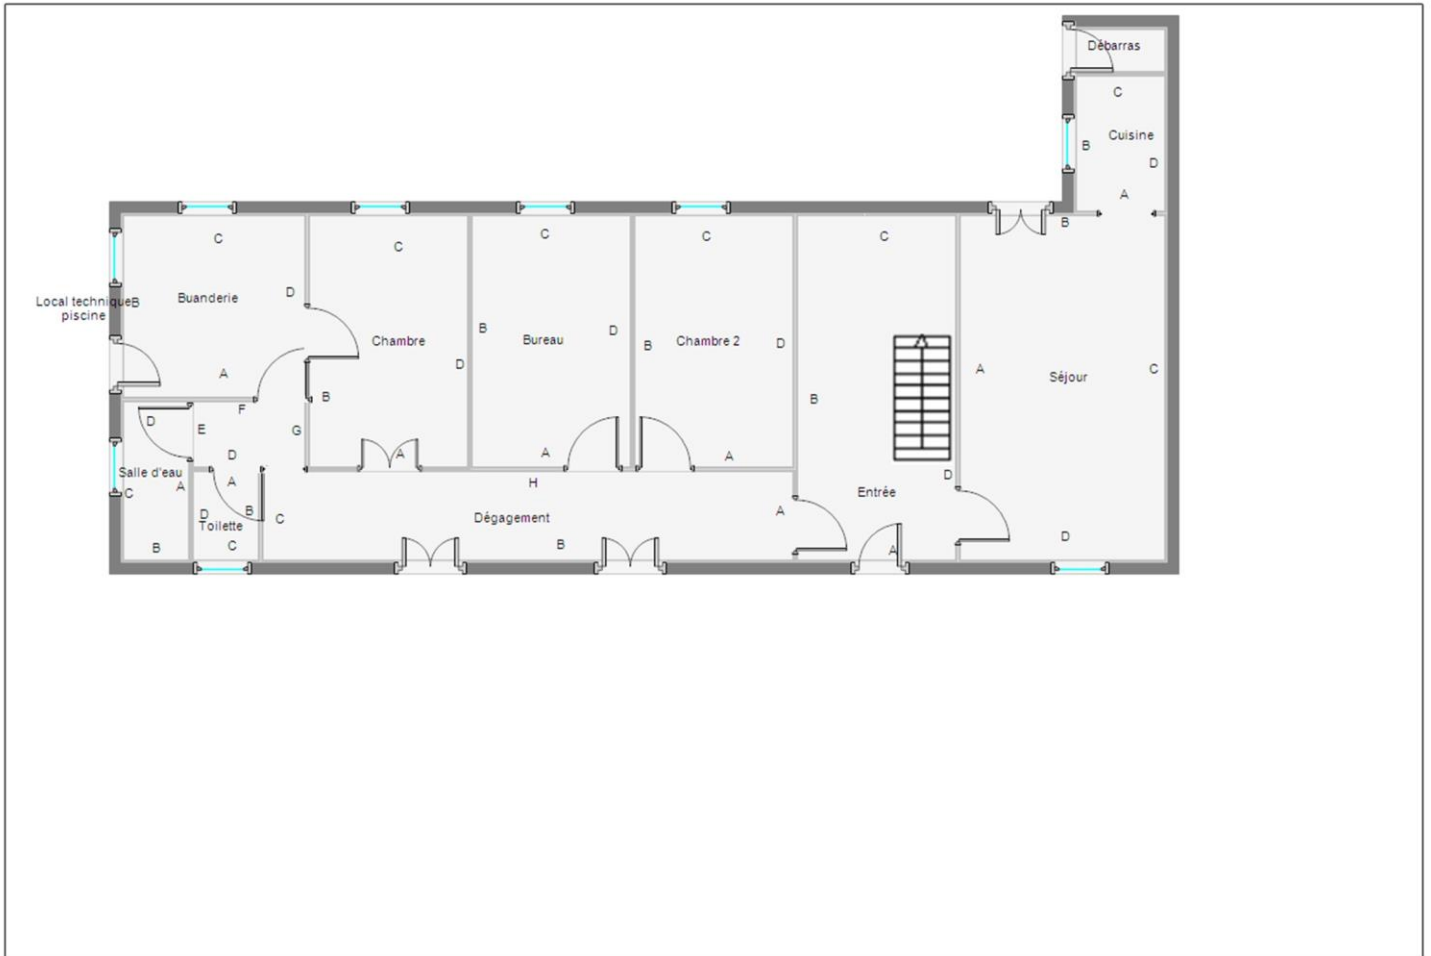 Débarras
C
Cuisine
B
D
A
B
C
C
C
C
C
Buanderie
D
Local technique
piscine
B
A
Chambre
D
B
A
Bureau
B
D
A
Chambre 2
B
D
A
B
Séjour
A
C
D
D
Entrée
A
D
E
F
G
D
Salle d'eau
A
C
B
A
B
D
Toilette
C
C
H
Dégagement
B
A